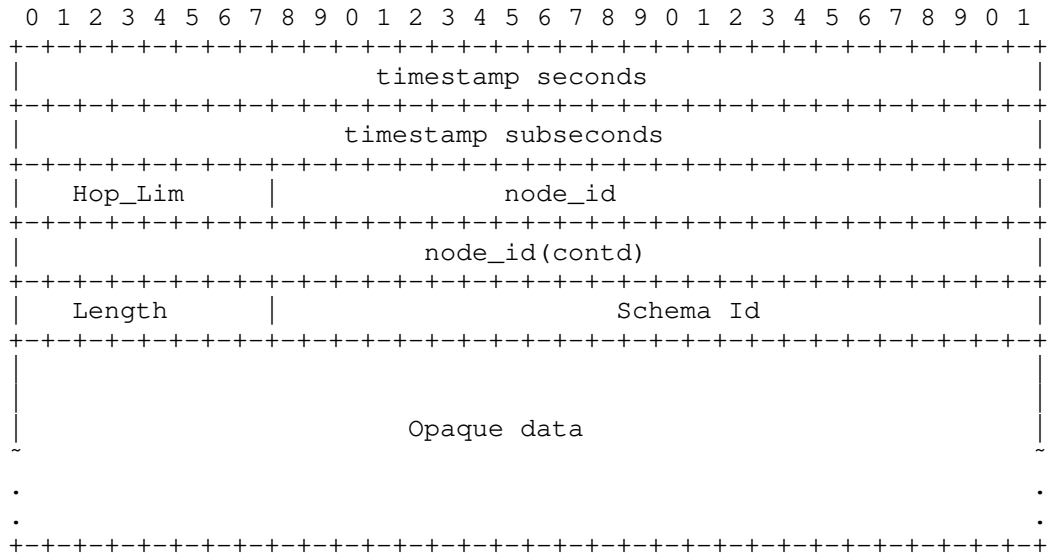 0 1 2 3 4 5 6 7 8 9 0 1 2 3 4 5 6 7 8 9 0 1 2 3 4 5 6 7 8 9 0 1
+-+-+-+-+-+-+-+-+-+-+-+-+-+-+-+-+-+-+-+-+-+-+-+-+-+-+-+-+-+-+-+-+
|                      timestamp seconds                        |
+-+-+-+-+-+-+-+-+-+-+-+-+-+-+-+-+-+-+-+-+-+-+-+-+-+-+-+-+-+-+-+-+
|                    timestamp subseconds                       |
+-+-+-+-+-+-+-+-+-+-+-+-+-+-+-+-+-+-+-+-+-+-+-+-+-+-+-+-+-+-+-+-+
|   Hop_Lim     |              node_id                          |
+-+-+-+-+-+-+-+-+-+-+-+-+-+-+-+-+-+-+-+-+-+-+-+-+-+-+-+-+-+-+-+-+
|                         node_id(contd)                        |
+-+-+-+-+-+-+-+-+-+-+-+-+-+-+-+-+-+-+-+-+-+-+-+-+-+-+-+-+-+-+-+-+
|   Length      |                     Schema Id                 |
+-+-+-+-+-+-+-+-+-+-+-+-+-+-+-+-+-+-+-+-+-+-+-+-+-+-+-+-+-+-+-+-+
|                                                               |
|                                                               |
|                        Opaque data                            |
~                                                               ~
.                                                               .
.                                                               .
+-+-+-+-+-+-+-+-+-+-+-+-+-+-+-+-+-+-+-+-+-+-+-+-+-+-+-+-+-+-+-+-+